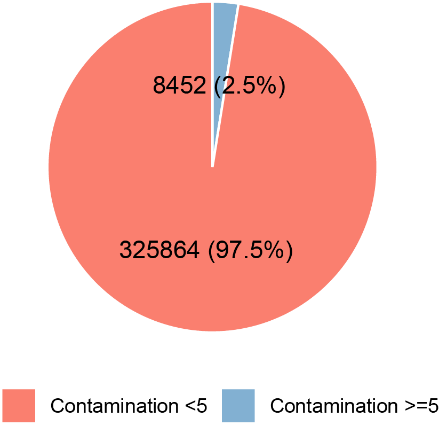 8452 (2.5%)
325864 (97.5%)
Contamination <5 Contamination >=5